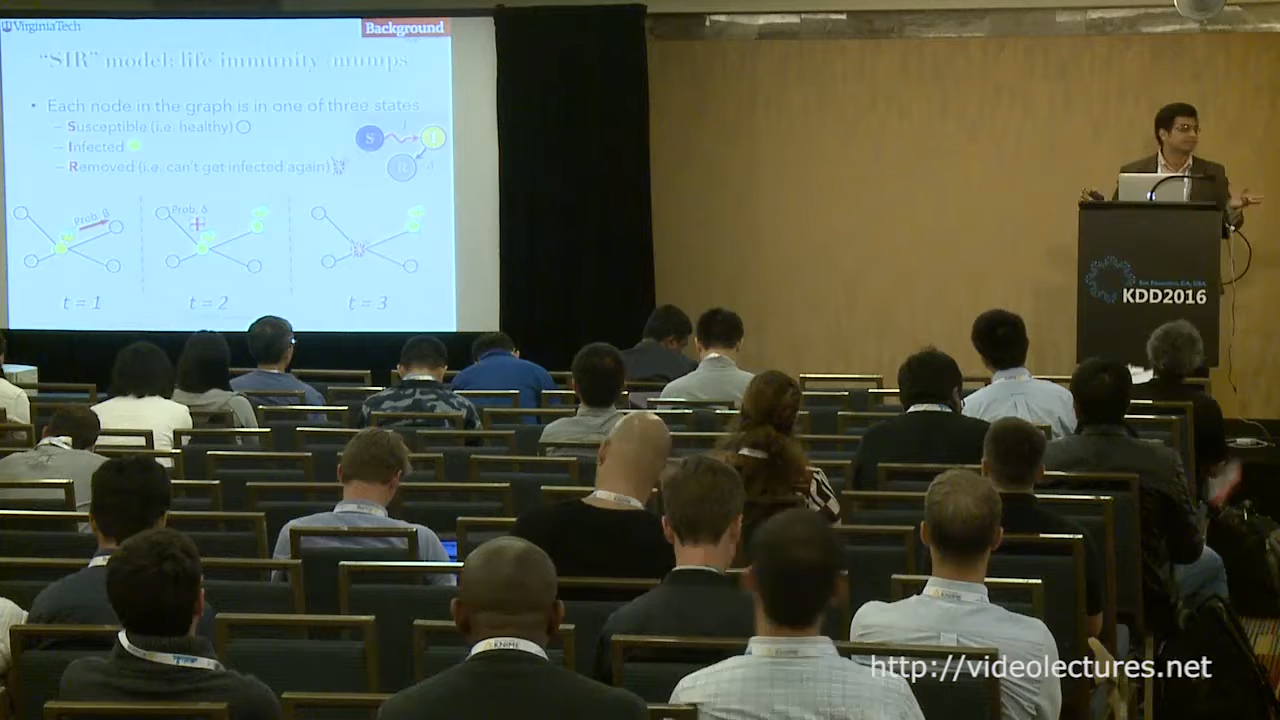 VirginiaTech
Background
"SIR" model: life immunity (mumps
• Each node in the graph is in one of three states
– Susceptible (i.e. healthy)
– Infected
– Removed (i.e. can't get infected again)
S
I
R
Prob. β
Prob. δ
t = 1
t = 2
t = 3
San Francisco, CA, USA
KDD2016
KNIME
KNIME
http://videolectures.net